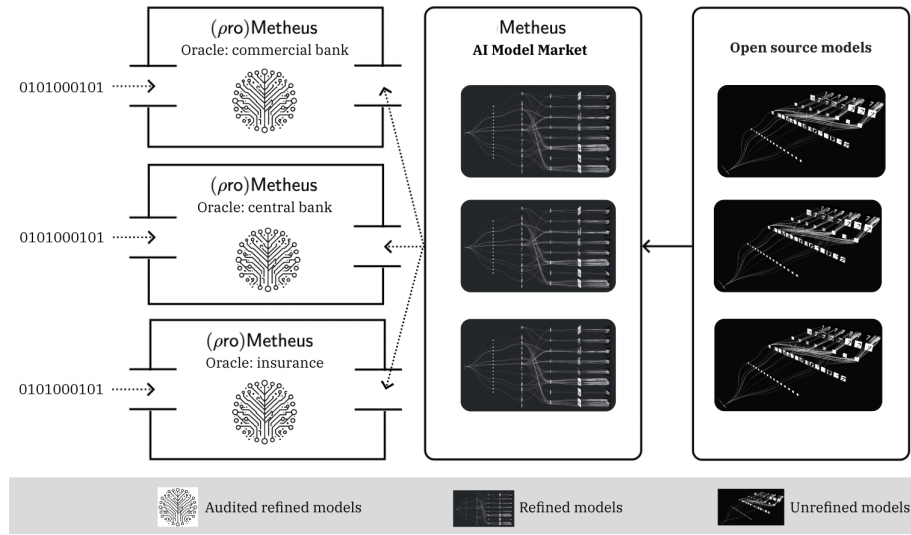 (ρro)Metheus
Oracle: commercial bank
0101000101
(ρro)Metheus
Oracle: central bank
0101000101
(ρro)Metheus
Oracle: insurance
0101000101
Metheus
AI Model Market
Open source models
Audited refined models
Refined models
Unrefined models